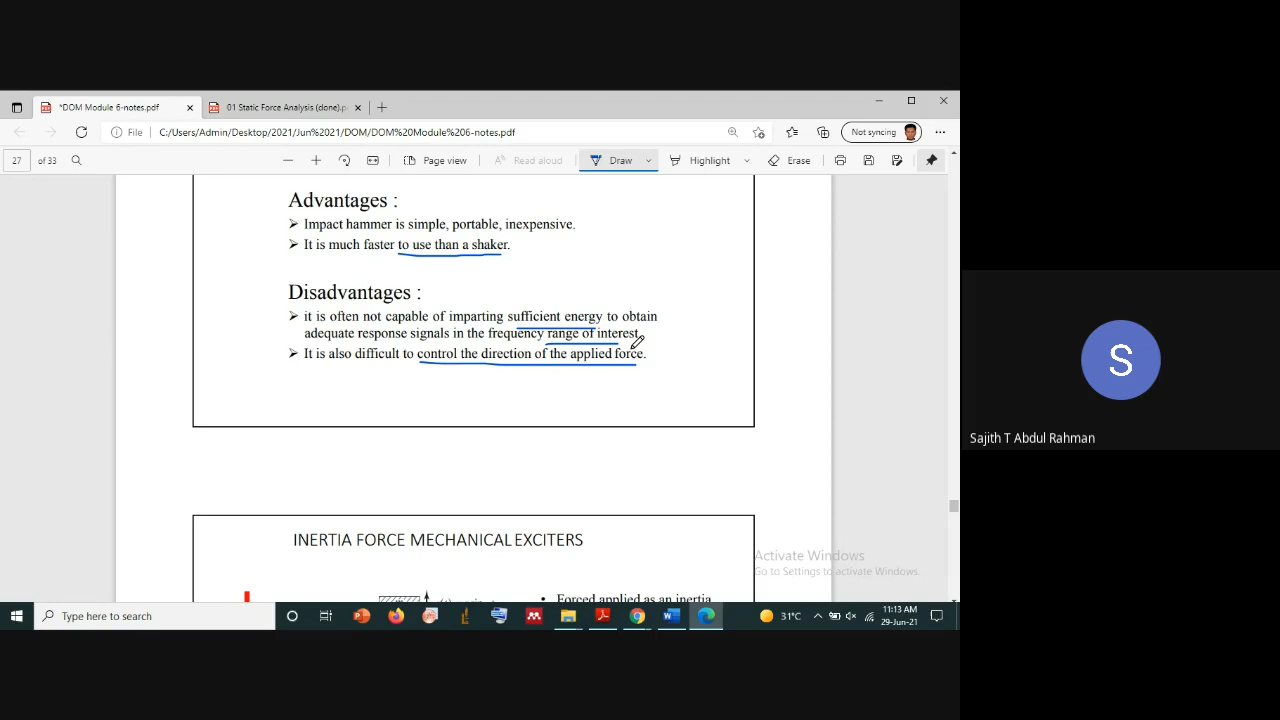 *DOM Module 6-notes.pdf
01 Static Force Analysis (done).p
File
C:/Users/Admin/Desktop/2021/Jun%2021/DOM/DOM%20Module%206-notes.pdf
Not syncing
27 of 33
Page view
Read aloud
Draw
Highlight
Erase
Advantages :
➢ Impact hammer is simple, portable, inexpensive.
➢ It is much faster to use than a shaker.
Disadvantages :
➢ it is often not capable of imparting sufficient energy to obtain
adequate response signals in the frequency range of interest.
➢ It is also difficult to control the direction of the applied force.
S
Sajith T Abdul Rahman
INERTIA FORCE MECHANICAL EXCITERS
Activate Windows
Go to Settings to activate Windows.
• Forced applied as an inertia
Type here to search
31°C
11:13 AM
29-Jun-21